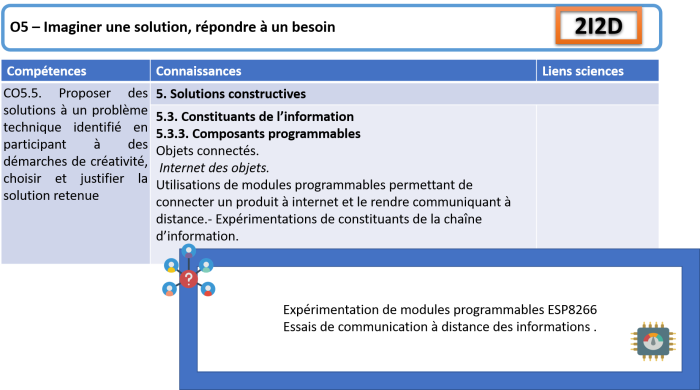 O5 – Imaginer une solution, répondre à un besoin
2I2D
Compétences
Connaissances
Liens sciences
CO5.5. Proposer des
solutions à un problème
technique identifié en
participant à des
démarches de créativité,
choisir et justifier la
solution retenue
5. Solutions constructives
5.3. Constituants de l’information
5.3.3. Composants programmables
Objets connectés.
Internet des objets.
Utilisations de modules programmables permettant de
connecter un produit à internet et le rendre communiquant à
distance.- Expérimentations de constituants de la chaîne
d’information.
?
Expérimentation de modules programmables ESP8266
Essais de communication à distance des informations .